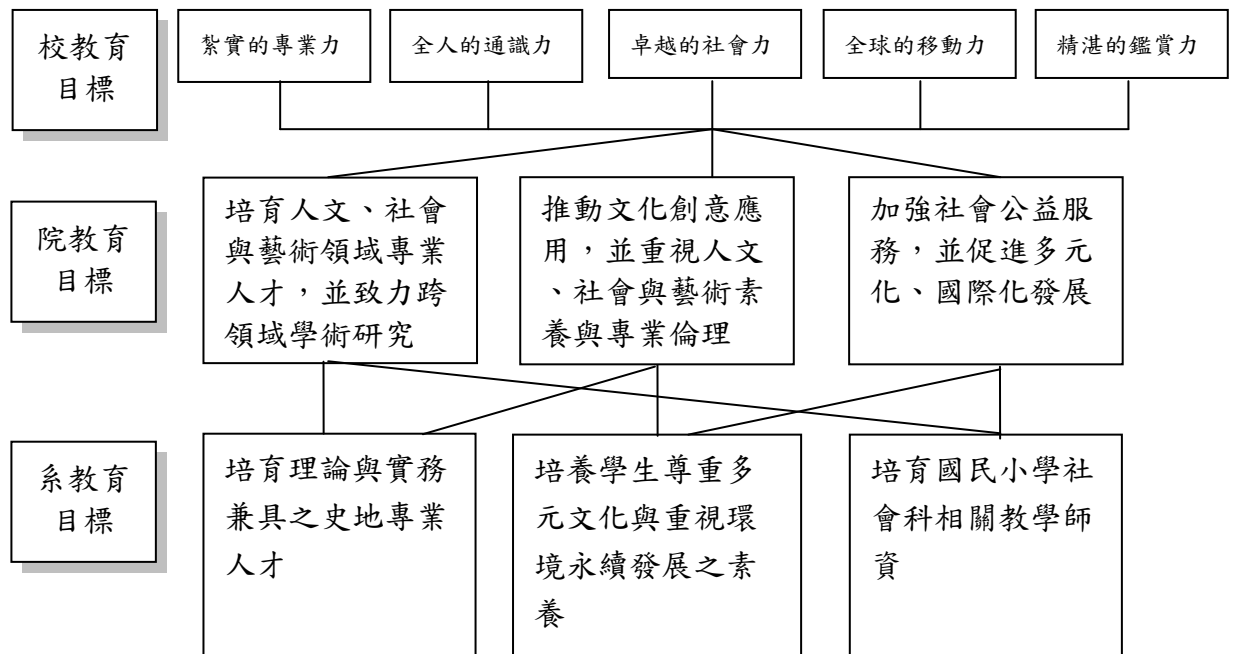 校教育
目標
紮實的專業力
全人的通識力
卓越的社會力
全球的移動力
精湛的鑑賞力
院教育
目標
培育人文、社會
與藝術領域專業
人才，並致力跨
領域學術研究
推動文化創意應
用，並重視人文
、社會與藝術素
養與專業倫理
加強社會公益服
務，並促進多元
化、國際化發展
系教育
目標
培育理論與實務
兼具之史地專業
人才
培養學生尊重多
元文化與重視環
境永續發展之素
養
培育國民小學社
會科相關教學師
資